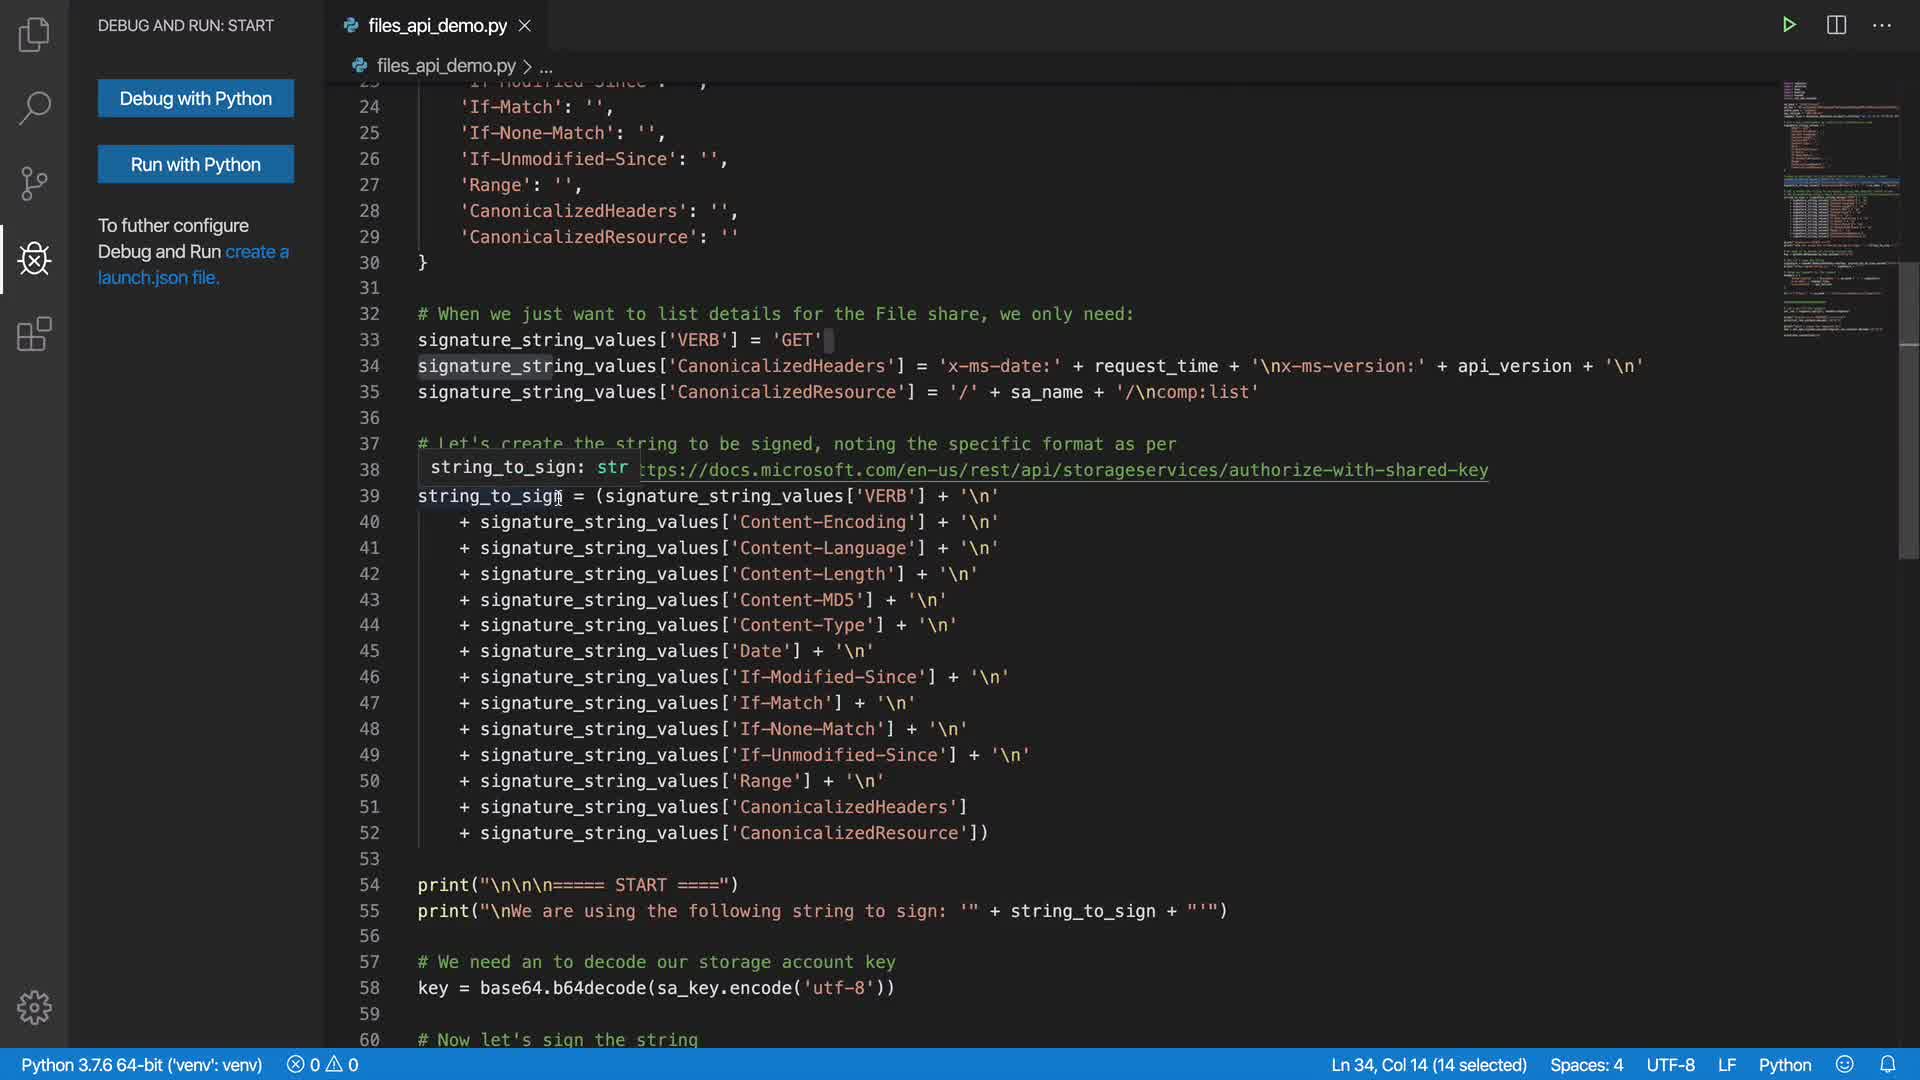 DEBUG AND RUN: START
Debug with Python
Run with Python
To futher configure
Debug and Run create a
launch.json file.
files_api_demo.py
files_api_demo.py > ...
23 'If-Modified-Since': '',
24 'If-Match': '',
25 'If-None-Match': '',
26 'If-Unmodified-Since': '',
27 'Range': '',
28 'CanonicalizedHeaders': '',
29 'CanonicalizedResource': ''
30 }
31
32 # When we just want to list details for the File share, we only need:
33 signature_string_values['VERB'] = 'GET'
34 signature_string_values['CanonicalizedHeaders'] = 'x-ms-date:' + request_time + '\nx-ms-version:' + api_version + '\n'
35 signature_string_values['CanonicalizedResource'] = '/' + sa_name + '/\ncomp:list'
36
37 # Let's create the string to be signed, noting the specific format as per
string_to_sign: str
38 ttps://docs.microsoft.com/en-us/rest/api/storageservices/authorize-with-shared-key
39 string_to_sign = (signature_string_values['VERB'] + '\n'
40 + signature_string_values['Content-Encoding'] + '\n'
41 + signature_string_values['Content-Language'] + '\n'
42 + signature_string_values['Content-Length'] + '\n'
43 + signature_string_values['Content-MD5'] + '\n'
44 + signature_string_values['Content-Type'] + '\n'
45 + signature_string_values['Date'] + '\n'
46 + signature_string_values['If-Modified-Since'] + '\n'
47 + signature_string_values['If-Match'] + '\n'
48 + signature_string_values['If-None-Match'] + '\n'
49 + signature_string_values['If-Unmodified-Since'] + '\n'
50 + signature_string_values['Range'] + '\n'
51 + signature_string_values['CanonicalizedHeaders']
52 + signature_string_values['CanonicalizedResource'])
53
54 print("\n\n\n===== START ====")
55 print("\nWe are using the following string to sign: '" + string_to_sign + "'")
56
57 # We need an to decode our storage account key
58 key = base64.b64decode(sa_key.encode('utf-8'))
59
60 # Now let's sign the string
Python 3.7.6 64-bit ('venv': venv) 0 0 Ln 34, Col 14 (14 selected) Spaces: 4 UTF-8 LF Python